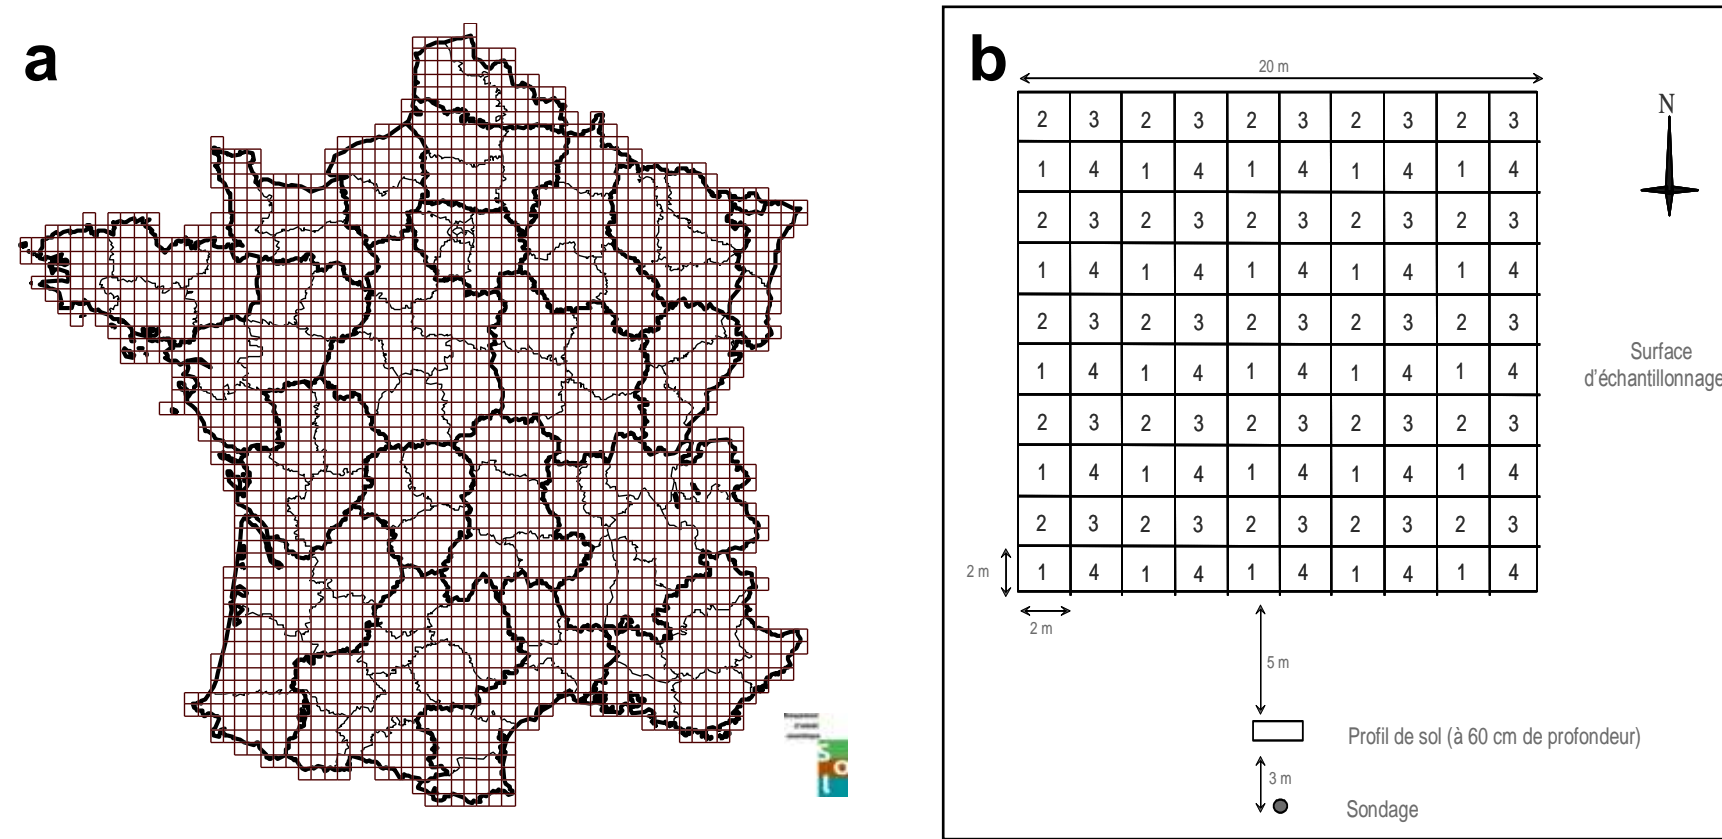 a
b
20 m
N
2 3 2 3 2 3 2 3 2 3
1 4 1 4 1 4 1 4 1 4
2 3 2 3 2 3 2 3 2 3
1 4 1 4 1 4 1 4 1 4
2 3 2 3 2 3 2 3 2 3
1 4 1 4 1 4 1 4 1 4
2 3 2 3 2 3 2 3 2 3
1 4 1 4 1 4 1 4 1 4
2 3 2 3 2 3 2 3 2 3
1 4 1 4 1 4 1 4 1 4
Surface
d'échantillonnage
2 m
2 m
5 m
Profil de sol (à 60 cm de profondeur)
3 m
Sondage
Sol